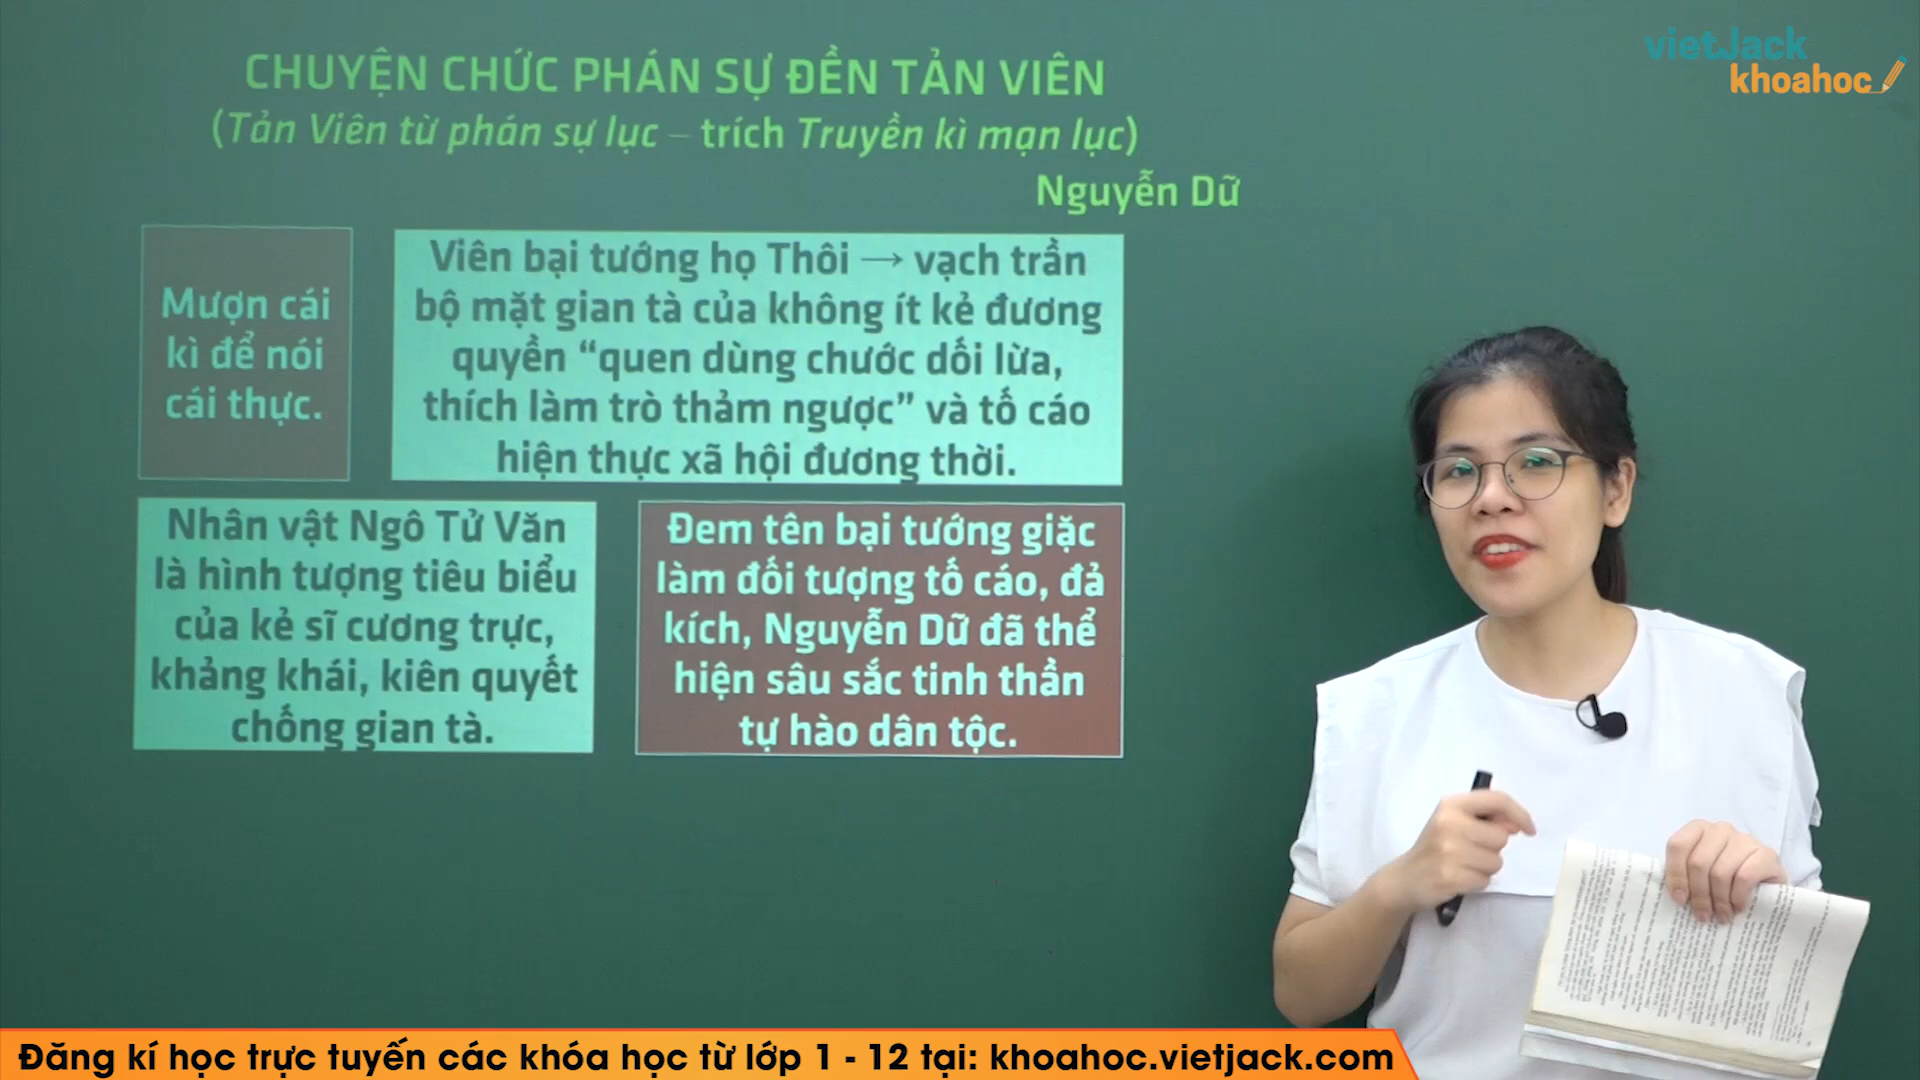 vietJack
khoahoc
CHUYỆN CHỨC PHÁN SỰ ĐỀN TẢN VIÊN
(Tản Viên từ phán sự lục – trích Truyền kì mạn lục)
Nguyễn Dữ
Mượn cái
kì để nói
cái thực.
Viên bại tướng họ Thôi → vạch trần
bộ mặt gian tà của không ít kẻ đương
quyền “quen dùng chước dối lừa,
thích làm trò thảm ngược” và tố cáo
hiện thực xã hội đương thời.
Nhân vật Ngô Tử Văn
là hình tượng tiêu biểu
của kẻ sĩ cương trực,
khảng khái, kiên quyết
chống gian tà.
Đem tên bại tướng giặc
làm đối tượng tố cáo, đả
kích, Nguyễn Dữ đã thể
hiện sâu sắc tinh thần
tự hào dân tộc.
Đăng kí học trực tuyến các khóa học từ lớp 1 - 12 tại: khoahoc.vietjack.com